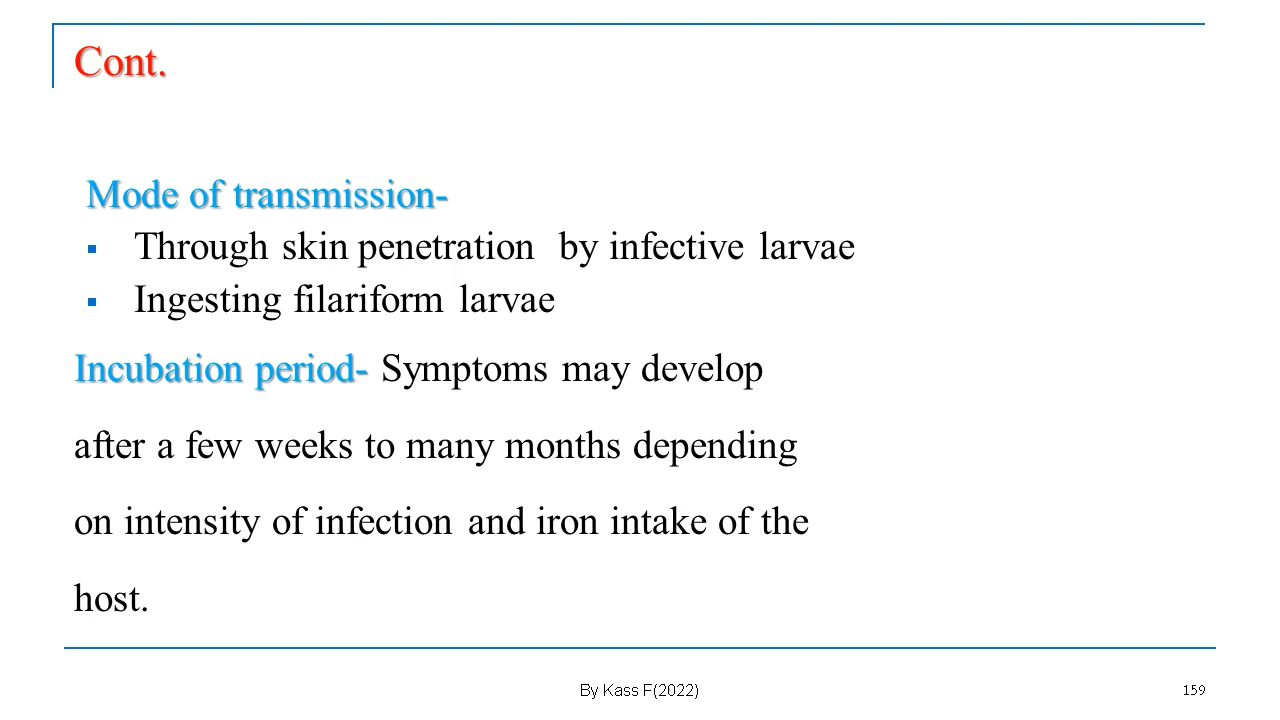 Cont.
Mode of transmission-
▪ Through skin penetration by infective larvae
▪ Ingesting filariform larvae
Incubation period- Symptoms may develop
after a few weeks to many months depending
on intensity of infection and iron intake of the
host.
By Kass F(2022)
159